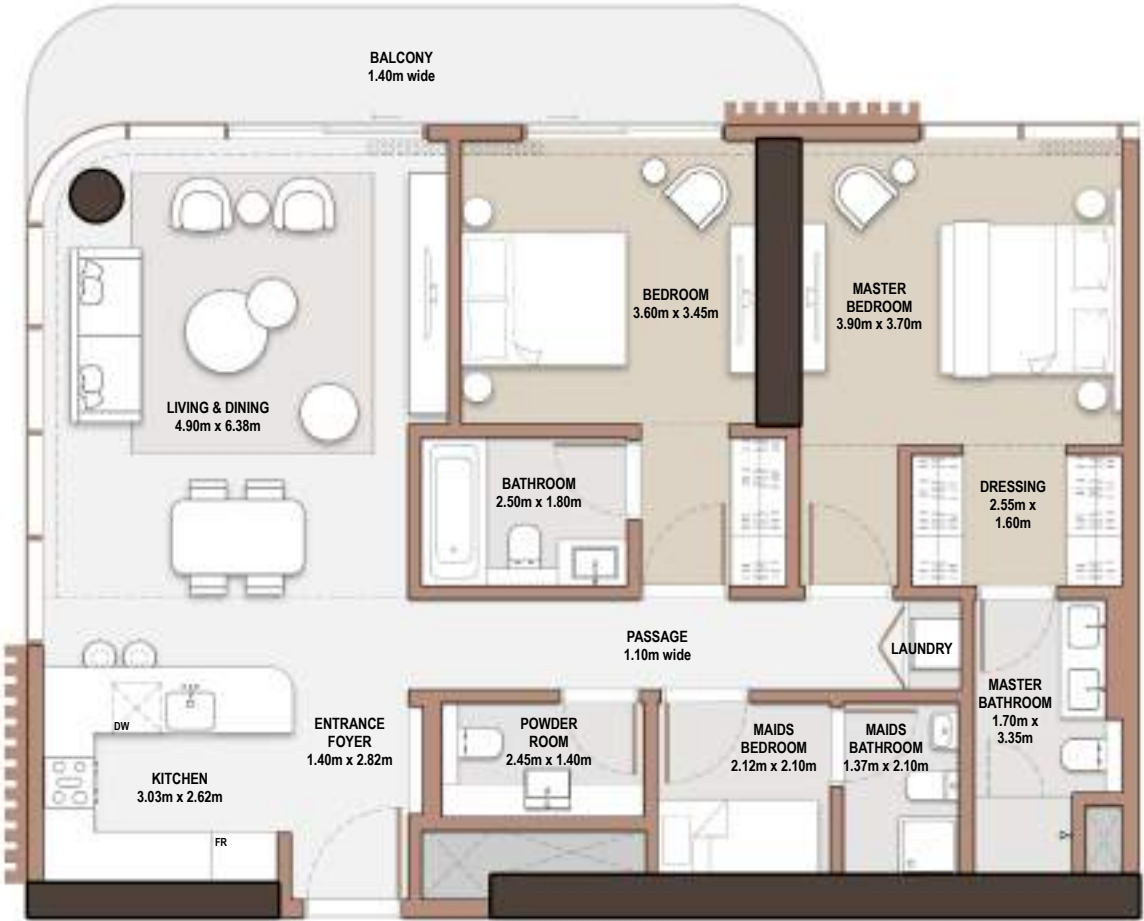 BALCONY
1.40m wide
BEDROOM
3.60m x 3.45m
MASTER
BEDROOM
3.90m x 3.70m
LIVING & DINING
4.90m x 6.38m
BATHROOM
2.50m x 1.80m
DRESSING
2.55m x
1.60m
PASSAGE
1.10m wide
LAUNDRY
MASTER
BATHROOM
1.70m x
3.35m
DW
ENTRANCE
FOYER
1.40m x 2.82m
POWDER
ROOM
2.45m x 1.40m
MAIDS
BEDROOM
2.12m x 2.10m
MAIDS
BATHROOM
1.37m x 2.10m
KITCHEN
3.03m x 2.62m
FR